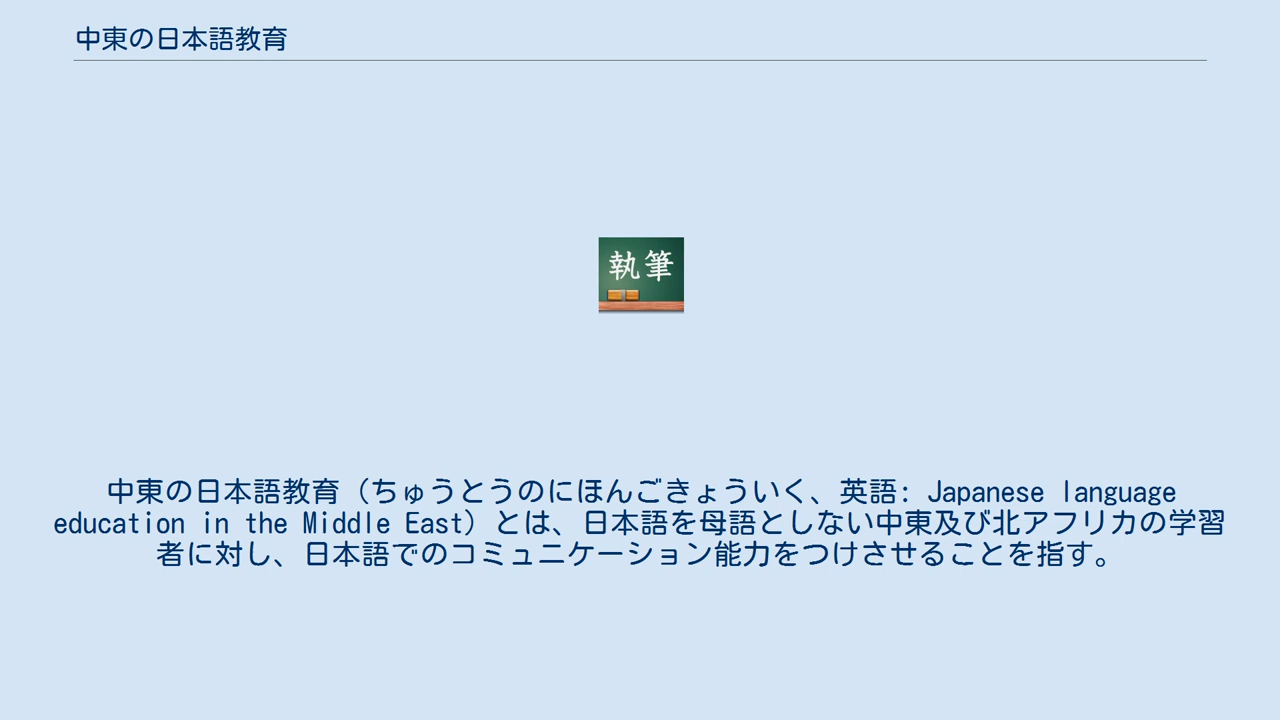 中東の日本語教育
執筆
中東の日本語教育（ちゅうとうのにほんごきょういく、英語: Japanese language
education in the Middle East）とは、日本語を母語としない中東及び北アフリカの学習
者に対し、日本語でのコミュニケーション能力をつけさせることを指す。